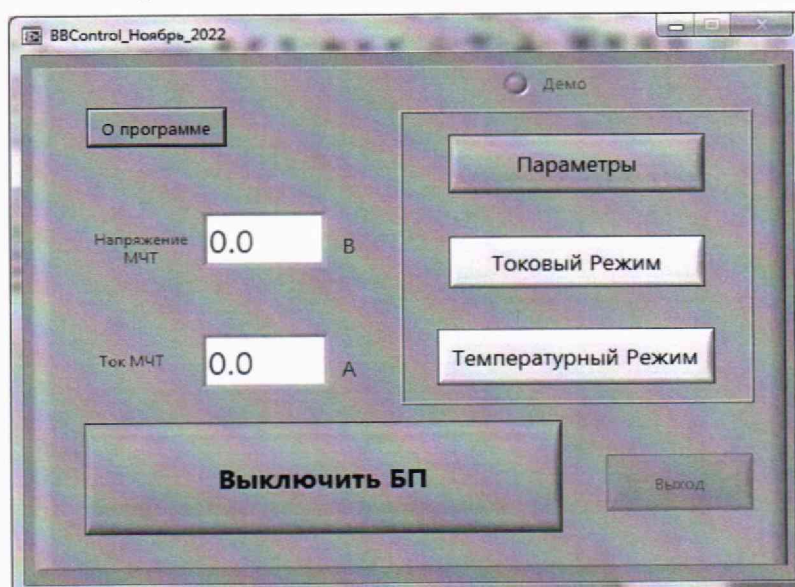 BBControl_Ноябрь_2022
Демо
О программе
Параметры
Напряжение
МЧТ
0.0
В
Токовый Режим
Ток МЧТ
0.0
А
Температурный Режим
Выключить БП
Выход